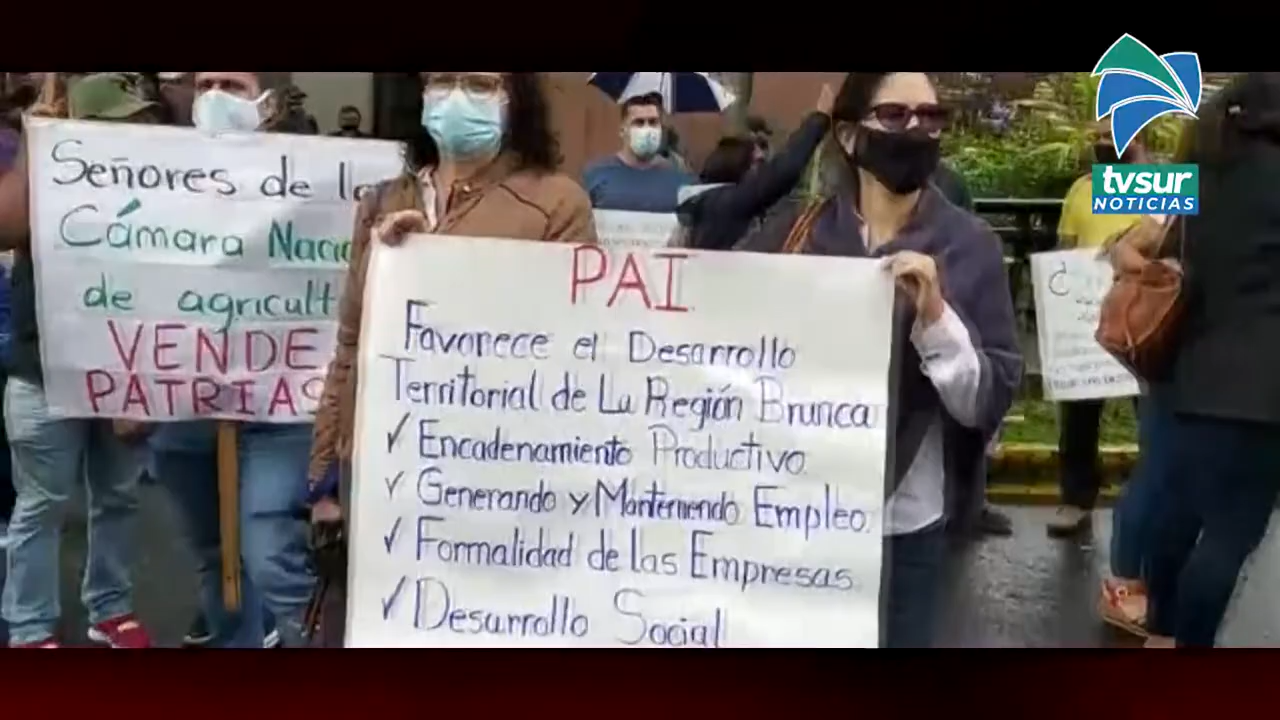 Señores de la
Cámara Nacio
de agricult
VENDE
PATRIAS
PAI
Favorece el Desarrollo
Territorial de La Región Brunca
✓ Encadenamiento Productivo
✓ Generando y Manteniendo Empleo.
✓ Formalidad de las Empresas
✓ Desarrollo Social
tvsur
NOTICIAS